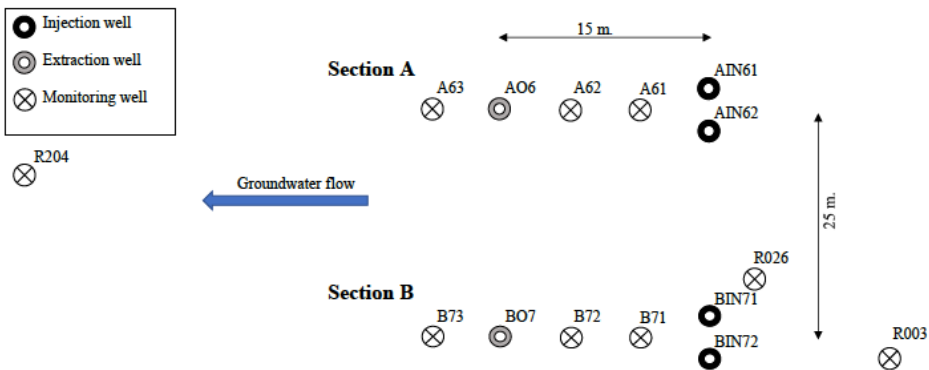 Injection well
Extraction well
Monitoring well
15 m.
Section A
A63
AO6
A62
A61
AIN61
AIN62
R204
Groundwater flow
25 m.
R026
Section B
B73
BO7
B72
B71
BIN71
BIN72
R003